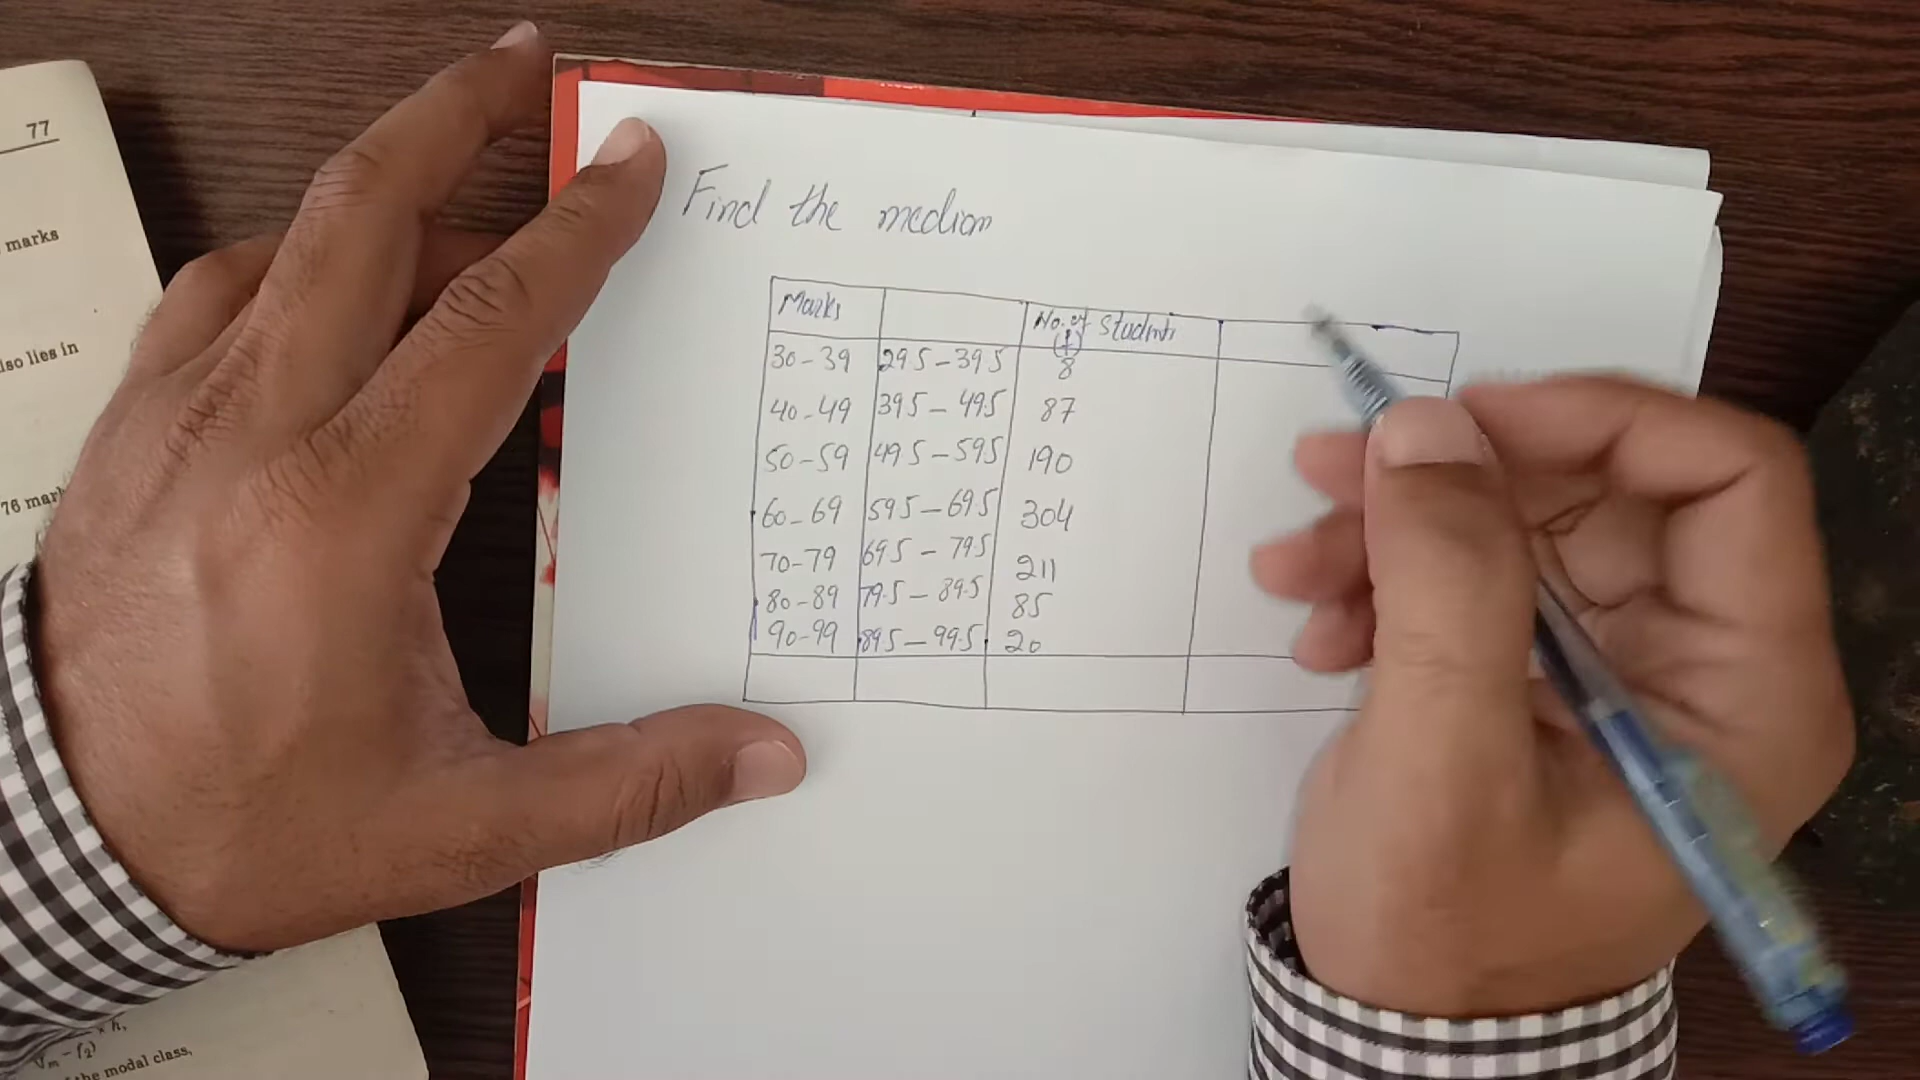 77
marks
lso lies in
76 mark
Find the median
Marks No. of Students
(f)
30-39 29.5-39.5 8
40-49 39.5-49.5 87
50-59 49.5-59.5 190
60-69 59.5-69.5 304
70-79 69.5-79.5 211
80-89 79.5-89.5 85
90-99 89.5-99.5 20
× h,
m - f2)
the modal class,